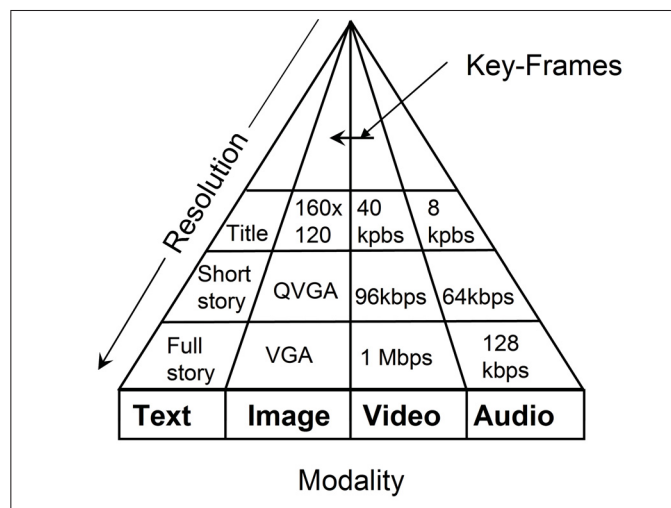 Key-Frames
Resolution
Title
160x
120
40
kpbs
8
kpbs
Short
story
QVGA
96kbps
64kbps
Full
story
VGA
1 Mbps
128
kbps
Text
Image
Video
Audio
Modality